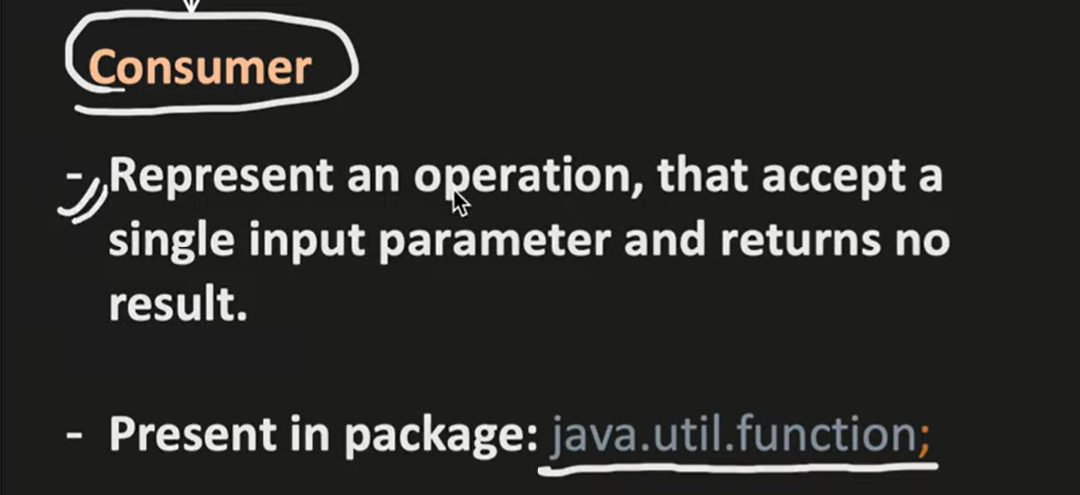 Consumer
- Represent an operation, that accept a
single input parameter and returns no
result.
- Present in package: java.util.function;